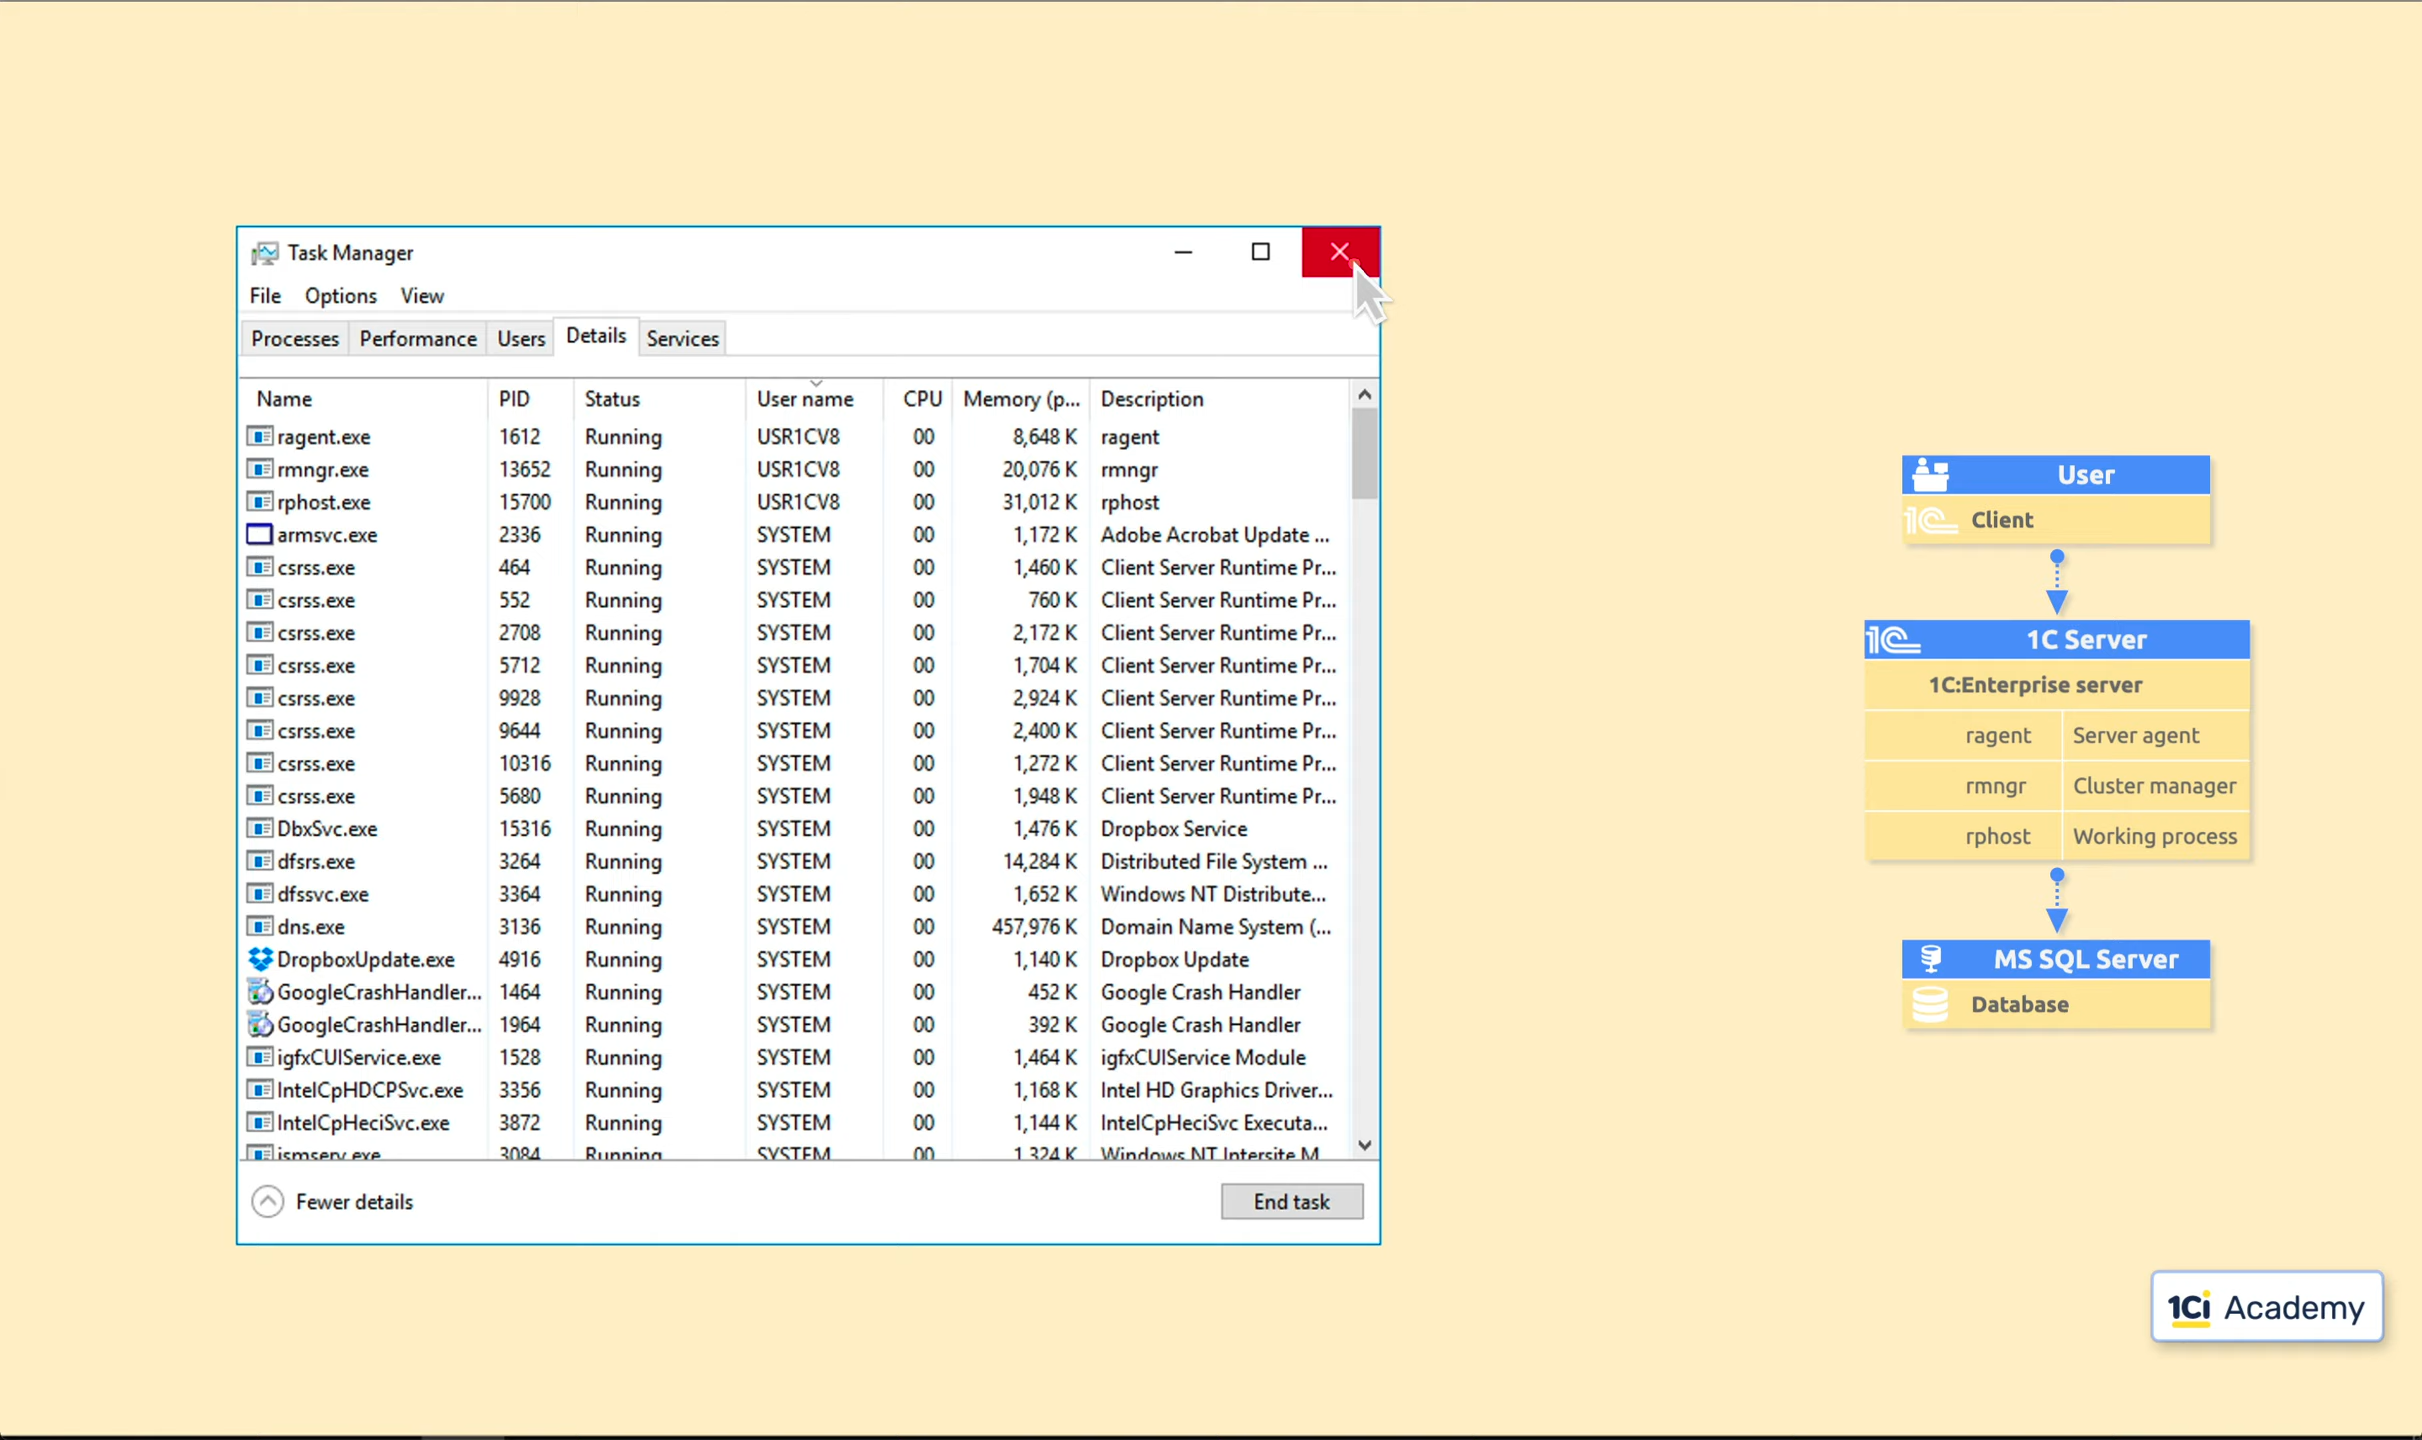 Task Manager
File Options View
Processes Performance Users Details Services
Name PID Status User name CPU Memory (p... Description
ragent.exe 1612 Running USR1CV8 00 8,648 K ragent
rmngr.exe 13652 Running USR1CV8 00 20,076 K rmngr
rphost.exe 15700 Running USR1CV8 00 31,012 K rphost
armsvc.exe 2336 Running SYSTEM 00 1,172 K Adobe Acrobat Update ...
csrss.exe 464 Running SYSTEM 00 1,460 K Client Server Runtime Pr...
csrss.exe 552 Running SYSTEM 00 760 K Client Server Runtime Pr...
csrss.exe 2708 Running SYSTEM 00 2,172 K Client Server Runtime Pr...
csrss.exe 5712 Running SYSTEM 00 1,704 K Client Server Runtime Pr...
csrss.exe 9928 Running SYSTEM 00 2,924 K Client Server Runtime Pr...
csrss.exe 9644 Running SYSTEM 00 2,400 K Client Server Runtime Pr...
csrss.exe 10316 Running SYSTEM 00 1,272 K Client Server Runtime Pr...
csrss.exe 5680 Running SYSTEM 00 1,948 K Client Server Runtime Pr...
DbxSvc.exe 15316 Running SYSTEM 00 1,476 K Dropbox Service
dfsrs.exe 3264 Running SYSTEM 00 14,284 K Distributed File System ...
dfssvc.exe 3364 Running SYSTEM 00 1,652 K Windows NT Distribute...
dns.exe 3136 Running SYSTEM 00 457,976 K Domain Name System (...
DropboxUpdate.exe 4916 Running SYSTEM 00 1,140 K Dropbox Update
GoogleCrashHandler... 1464 Running SYSTEM 00 452 K Google Crash Handler
GoogleCrashHandler... 1964 Running SYSTEM 00 392 K Google Crash Handler
igfxCUIService.exe 1528 Running SYSTEM 00 1,464 K igfxCUIService Module
IntelCpHDCPSvc.exe 3356 Running SYSTEM 00 1,168 K Intel HD Graphics Driver...
IntelCpHeciSvc.exe 3872 Running SYSTEM 00 1,144 K IntelCpHeciSvc Executa...
ismserv.exe 3084 Running SYSTEM 00 1,324 K Windows NT Intersite M
Fewer details End task
User
1C Client
1C 1C Server
1C:Enterprise server
ragent Server agent
rmngr Cluster manager
rphost Working process
MS SQL Server
Database
1Ci Academy